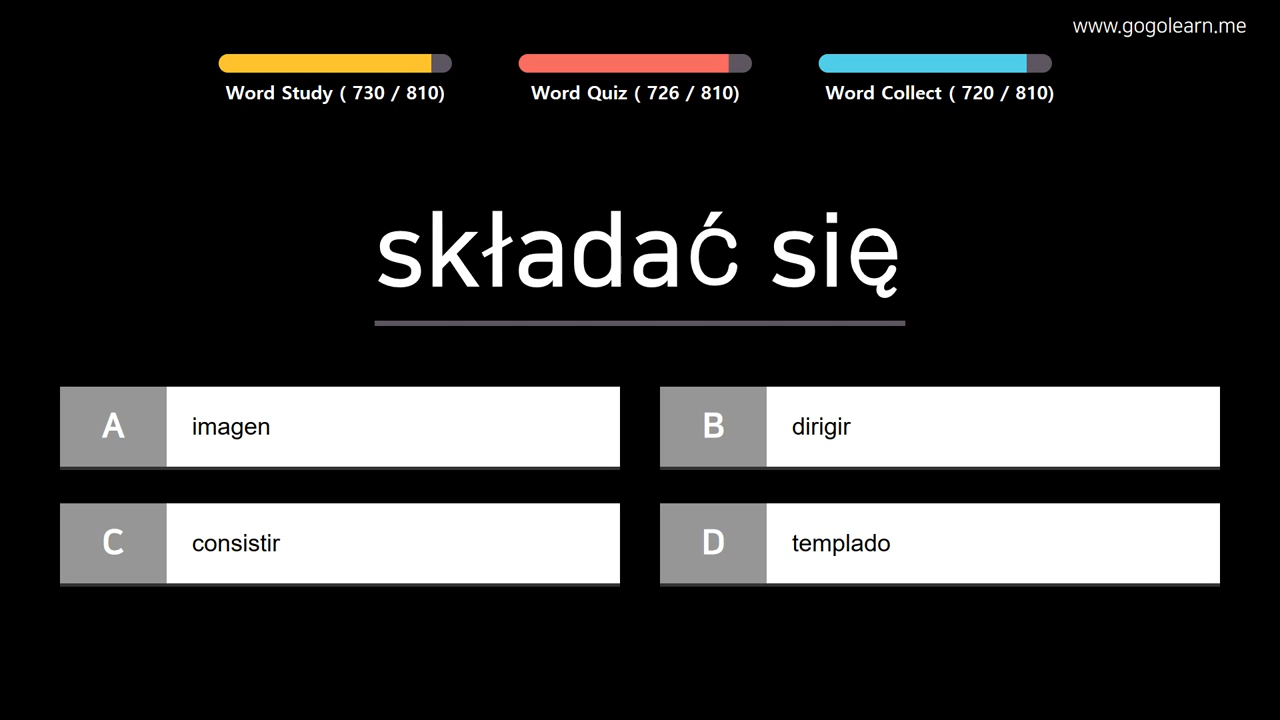 www.gogolearn.me
Word Study ( 730 / 810)
Word Quiz ( 726 / 810)
Word Collect ( 720 / 810)
składać się
A imagen
B dirigir
C consistir
D templado